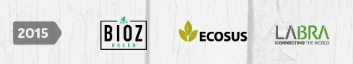 2015
BIOZ
GREEN
ECOSUS
LABRA
CONNECTING THE WORLD